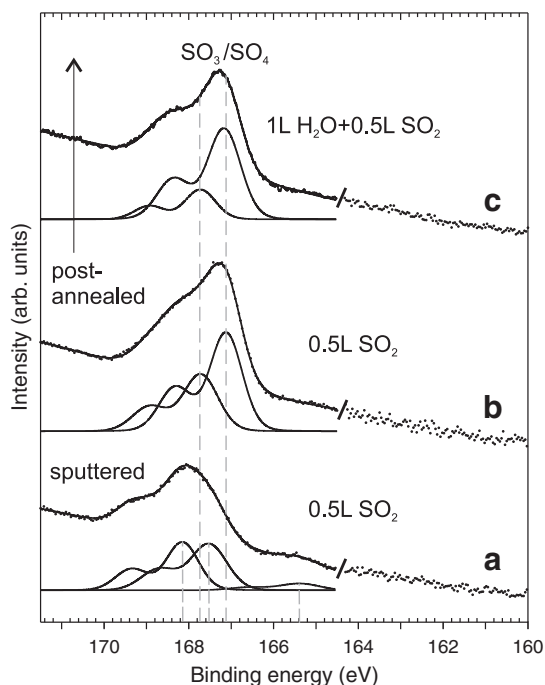 SO₃/SO₄
1L H₂O+0.5L SO₂
c
post-
annealed
0.5L SO₂
b
sputtered
0.5L SO₂
a
Intensity (arb. units)
170 168 166 164 162 160
Binding energy (eV)